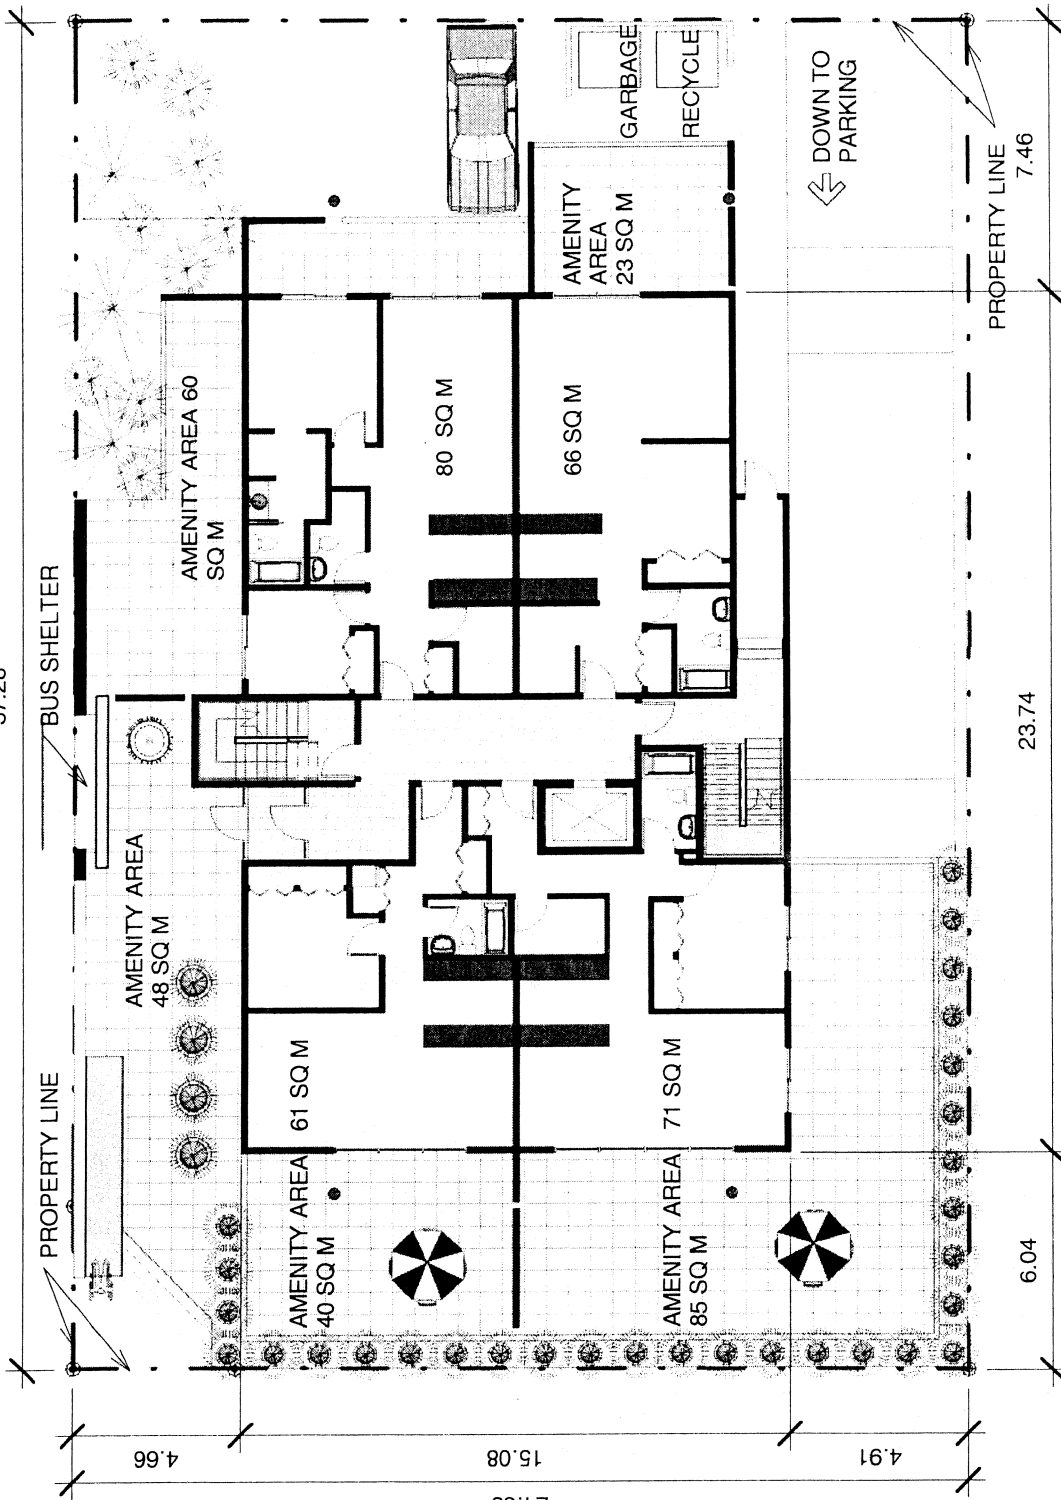 GARBAGE
RECYCLE
DOWN TO
PARKING
PROPERTY LINE
7.46
AMENITY
AREA
23 SQ M
AMENITY AREA 60
SQ M
80 SQ M
66 SQ M
BUS SHELTER
23.74
AMENITY AREA
48 SQ M
61 SQ M
71 SQ M
PROPERTY LINE
AMENITY AREA
40 SQ M
AMENITY AREA
85 SQ M
6.04
4.66
15.08
4.91